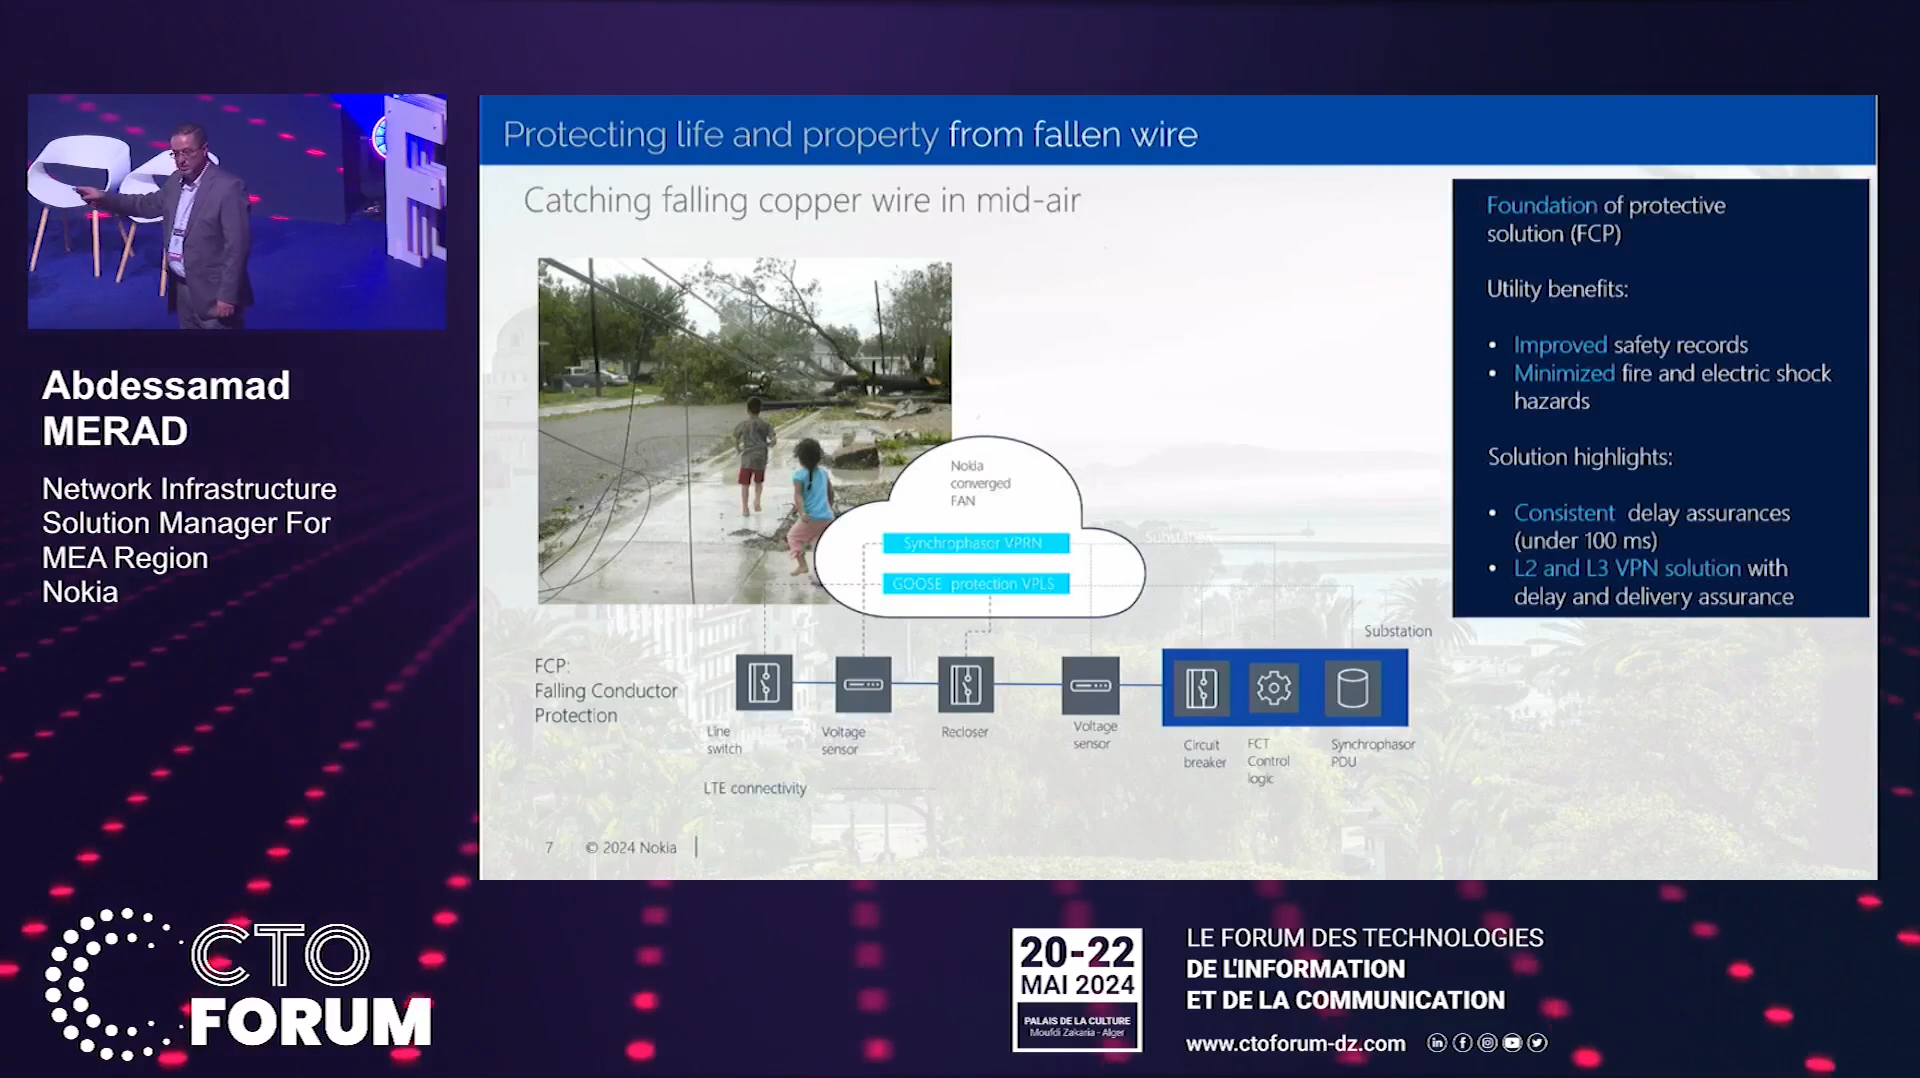 Protecting life and property from fallen wire
Catching falling copper wire in mid-air
Foundation of protective
solution (FCP)
Utility benefits:
• Improved safety records
• Minimized fire and electric shock
hazards
Solution highlights:
• Consistent delay assurances
(under 100 ms)
• L2 and L3 VPN solution with
delay and delivery assurance
Nokia
converged
FAN
Synchrophasor VPRN
GOOSE protection VPLS
Substation
Substation
FCP:
Falling Conductor
Protection
Line
switch
Voltage
sensor
Recloser
Voltage
sensor
Circuit
breaker
FCT
Control
logic
Synchrophasor
PDU
LTE connectivity
7 © 2024 Nokia
Abdessamad
MERAD
Network Infrastructure
Solution Manager For
MEA Region
Nokia
CTO
FORUM
20-22
MAI 2024
PALAIS DE LA CULTURE
Moufdi Zakaria - Alger
LE FORUM DES TECHNOLOGIES
DE L'INFORMATION
ET DE LA COMMUNICATION
www.ctoforum-dz.com